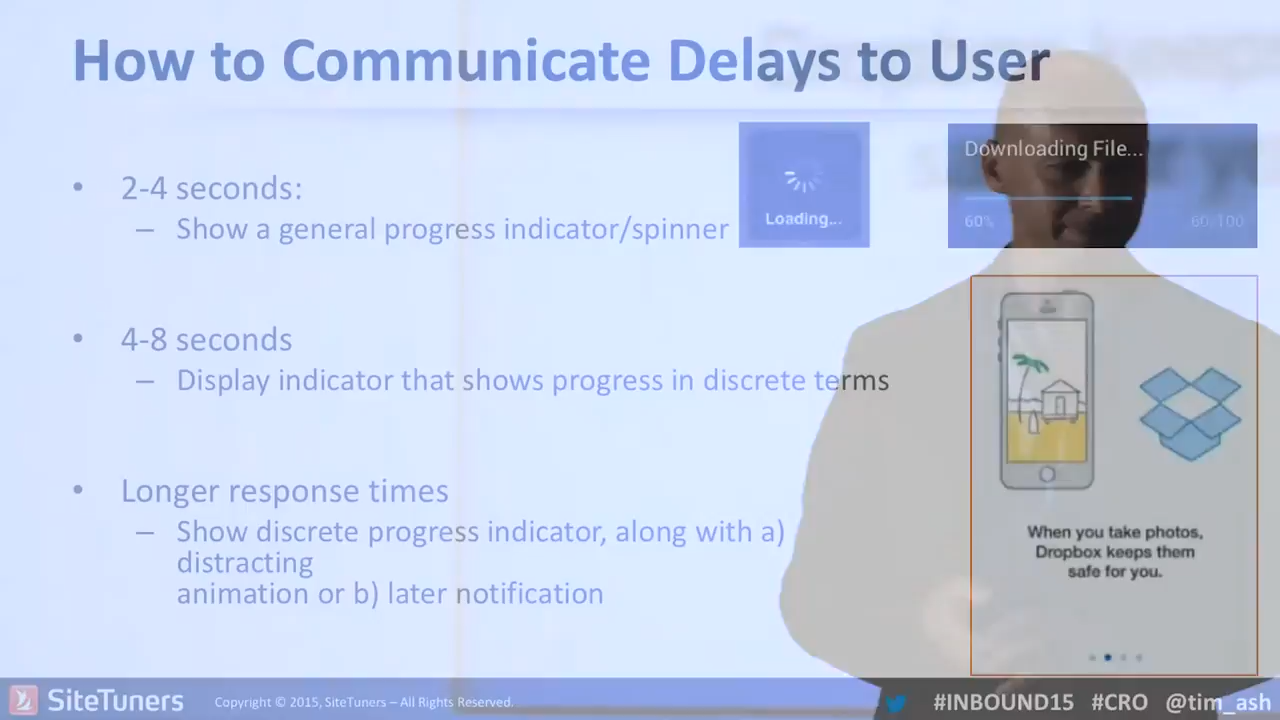 How to Communicate Delays to User
• 2-4 seconds:
– Show a general progress indicator/spinner
Loading...
Downloading File...
60%
60/100
• 4-8 seconds
– Display indicator that shows progress in discrete terms
• Longer response times
– Show discrete progress indicator, along with a)
distracting
animation or b) later notification
When you take photos,
Dropbox keeps them
safe for you.
SiteTuners
Copyright © 2015, SiteTuners – All Rights Reserved.
#INBOUND15 #CRO @tim_ash